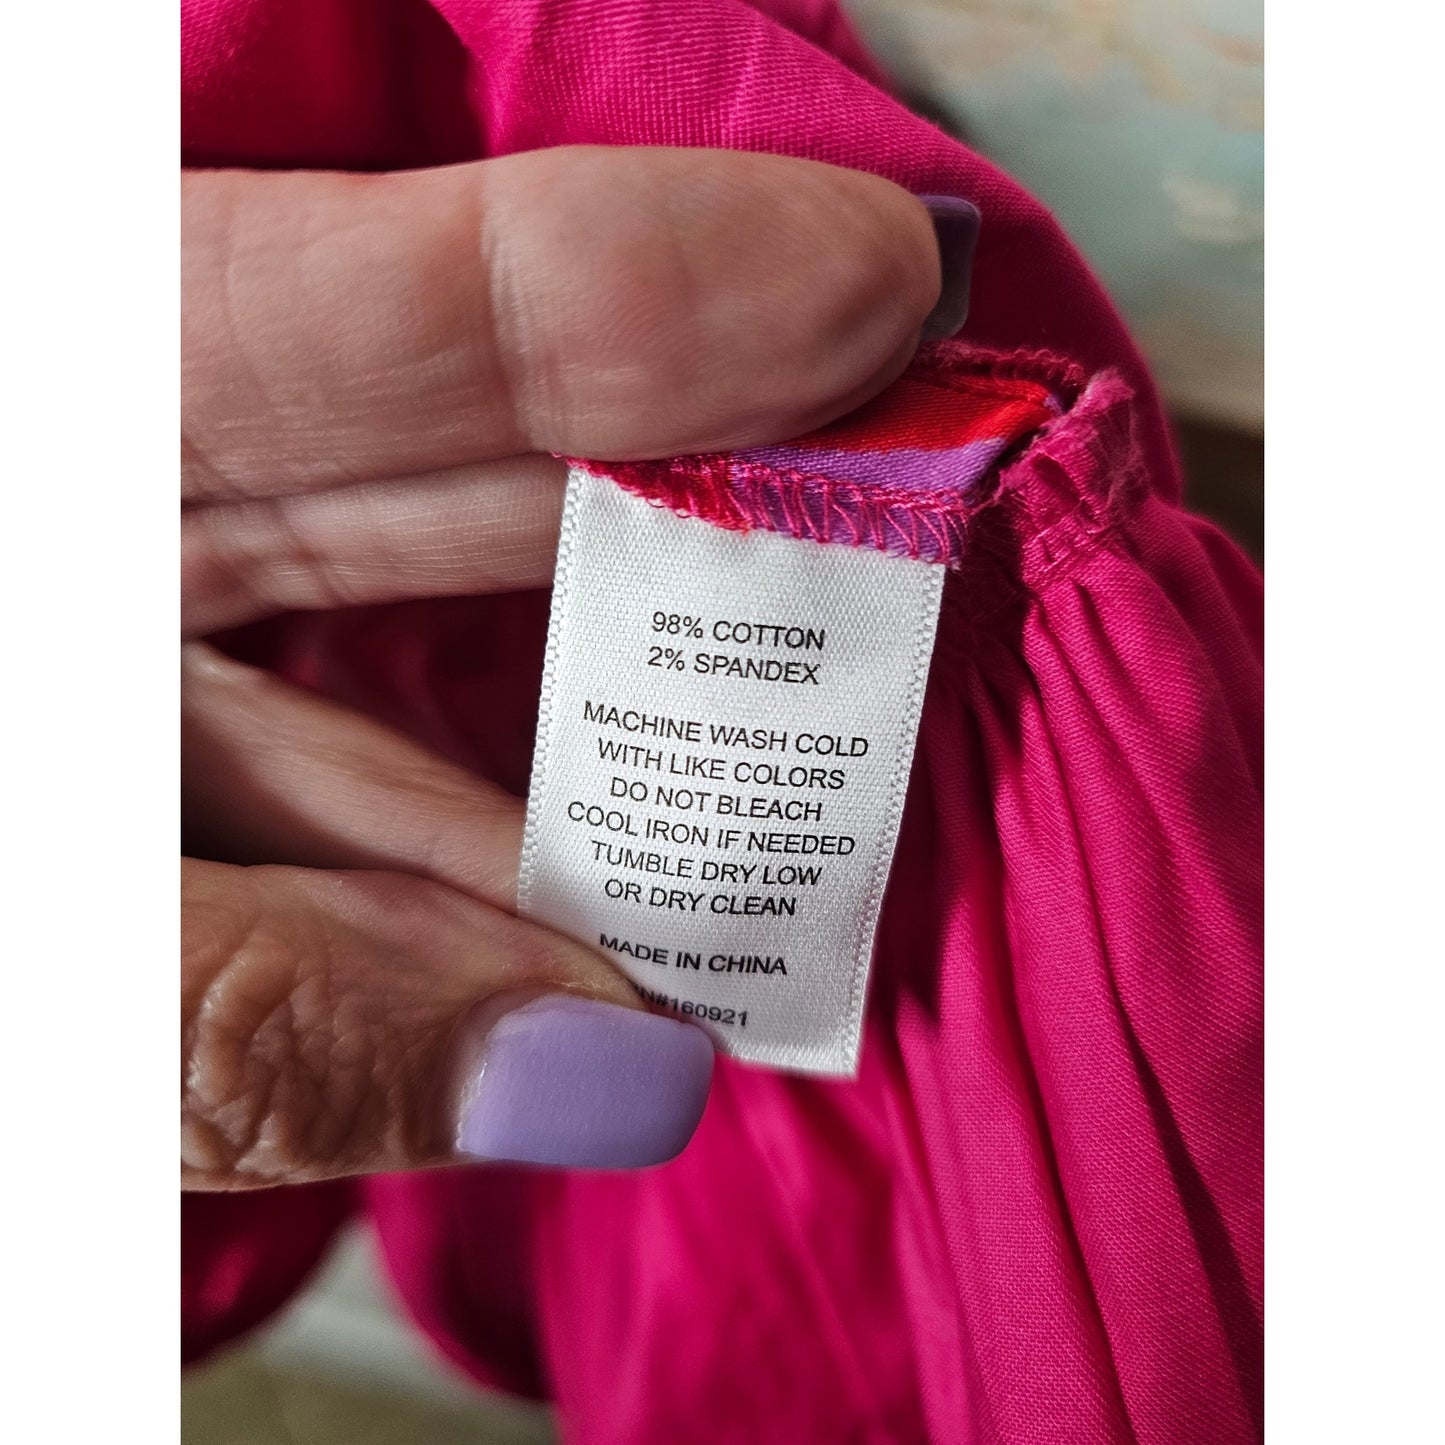 98% COTTON
2% SPANDEX
MACHINE WASH COLD
WITH LIKE COLORS
DO NOT BLEACH
COOL IRON IF NEEDED
TUMBLE DRY LOW
OR DRY CLEAN
MADE IN CHINA